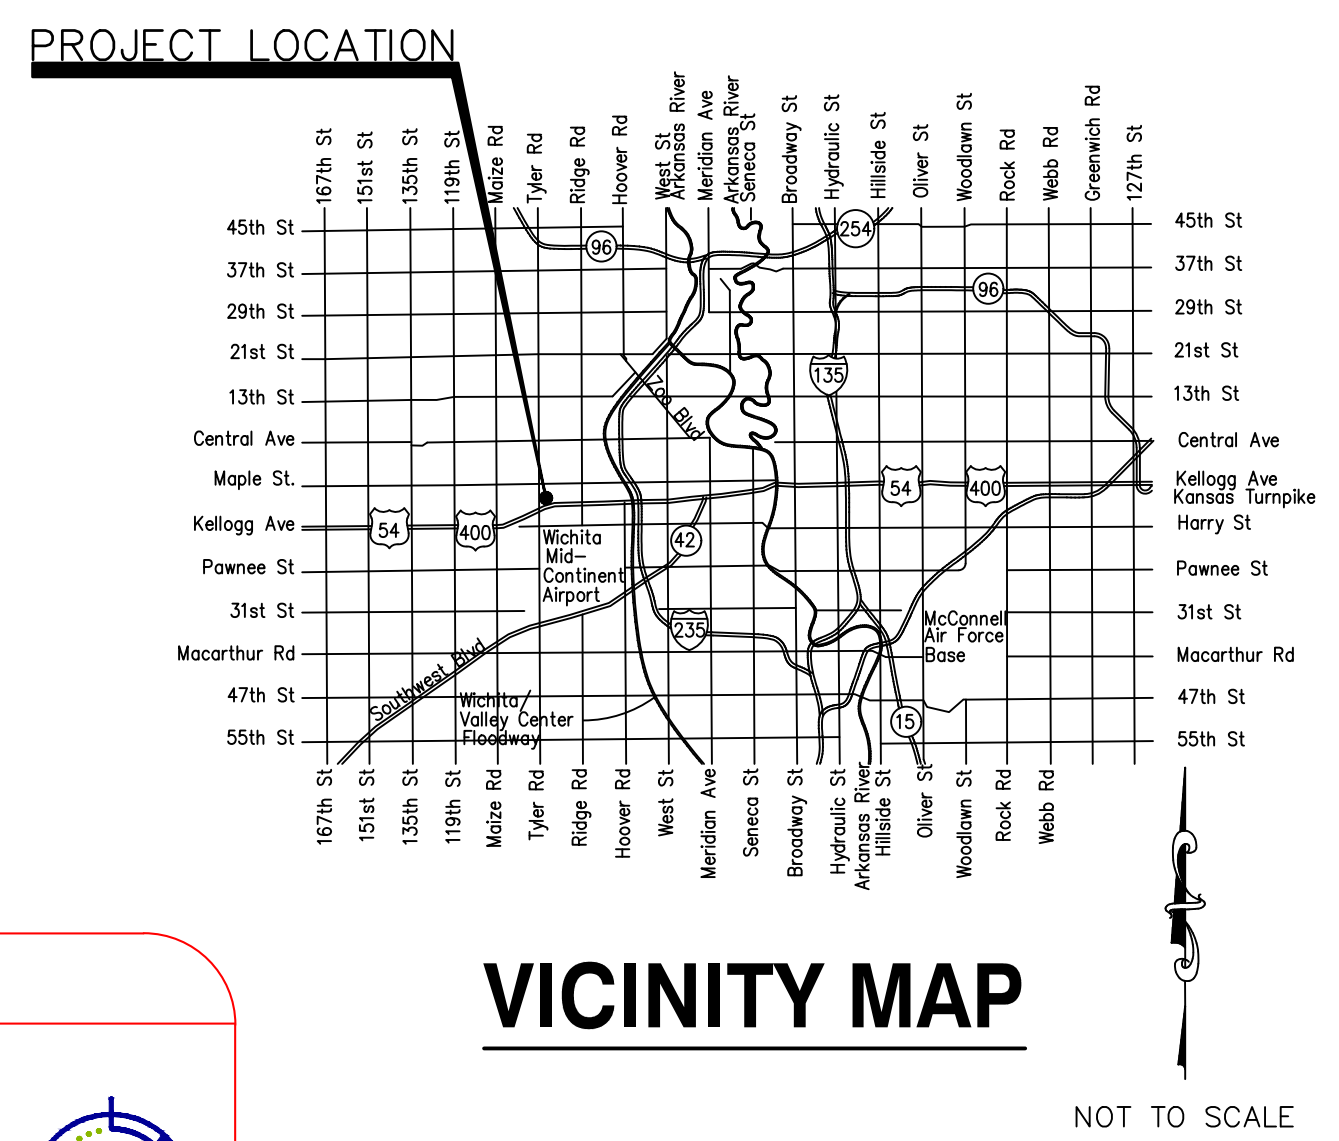 PROJECT LOCATION
167th St
151st St
135th St
119th St
Maize Rd
Tyler Rd
Ridge Rd
Hoover Rd
West St
Arkansas River
Meridian Ave
Arkansas River
Seneca St
Broadway St
Hydraulic St
Hillside St
Oliver St
Woodlawn St
Rock Rd
Webb Rd
Greenwich Rd
127th St
45th St
37th St
29th St
21st St
13th St
Central Ave
Maple St.
Kellogg Ave
Pawnee St
31st St
Macarthur Rd
47th St
55th St
96
254
96
135
Zoo Blvd
54
400
54
400
42
Wichita
Mid-
Continent
Airport
235
McConnell
Air Force
Base
Southwest Blvd
Wichita/
Valley Center
Floodway
15
45th St
37th St
29th St
21st St
13th St
Central Ave
Kellogg Ave
Kansas Turnpike
Harry St
Pawnee St
31st St
Macarthur Rd
47th St
55th St
167th St
151st St
135th St
119th St
Maize Rd
Tyler Rd
Ridge Rd
Hoover Rd
West St
Meridian Ave
Seneca St
Broadway St
Hydraulic St
Arkansas River
Hillside St
Oliver St
Woodlawn St
Rock Rd
Webb Rd
VICINITY MAP
NOT TO SCALE